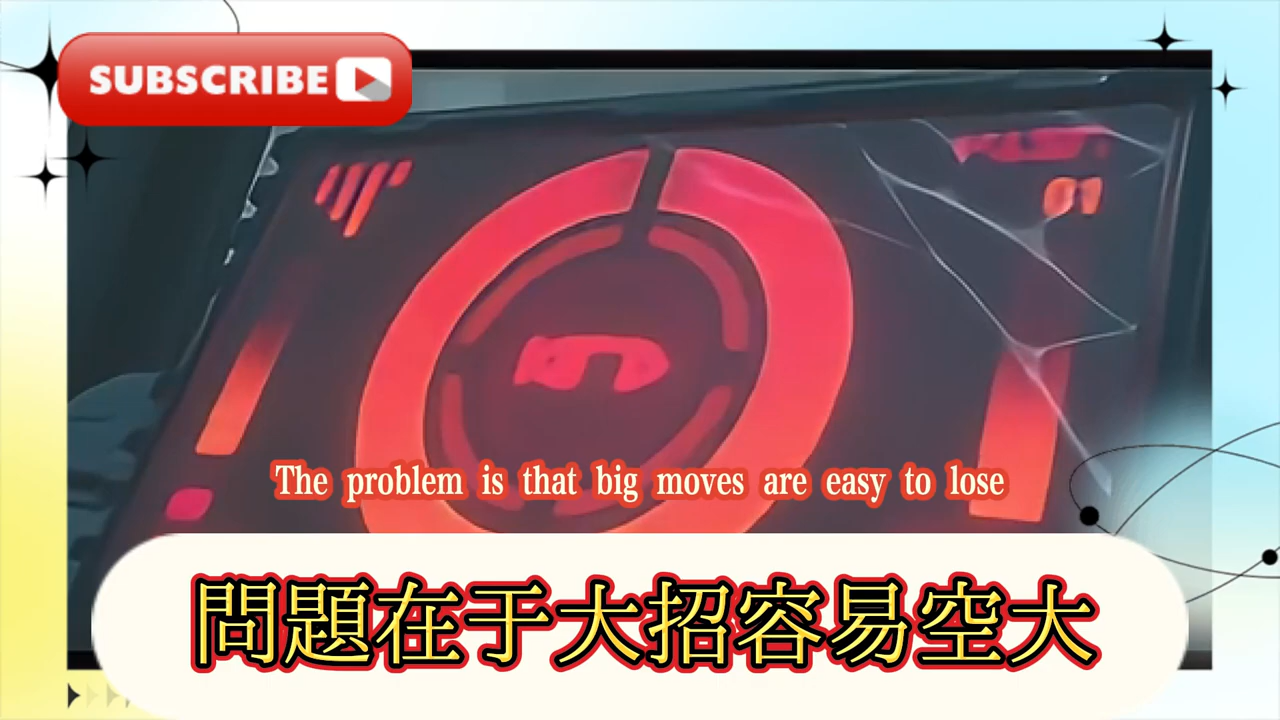 SUBSCRIBE
01
The problem is that big moves are easy to lose
問題在于大招容易空大